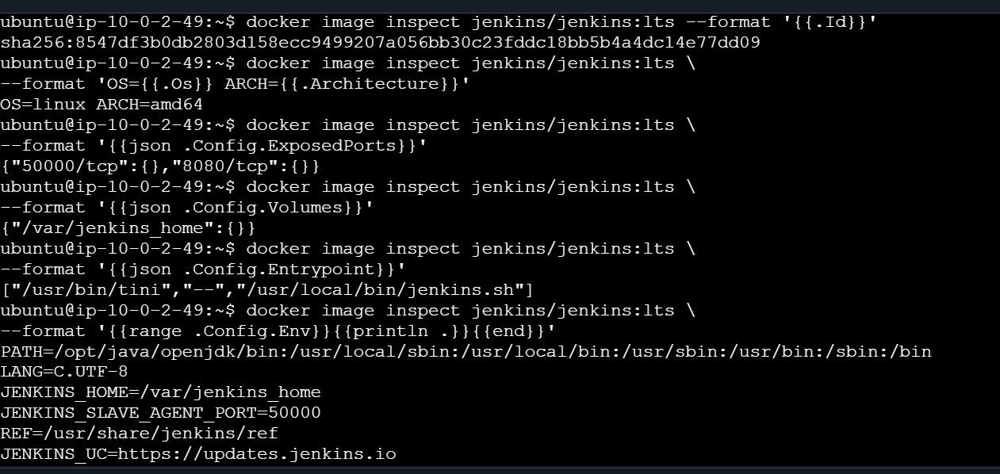 ubuntu@ip-10-0-2-49:~$ docker image inspect jenkins/jenkins:lts --format '{{.Id}}'
sha256:8547df3b0db2803d158ecc9499207a056bb30c23fddc18bb5b4a4dc14e77dd09
ubuntu@ip-10-0-2-49:~$ docker image inspect jenkins/jenkins:lts \
--format 'OS={{.Os}} ARCH={{.Architecture}}'
OS=linux ARCH=amd64
ubuntu@ip-10-0-2-49:~$ docker image inspect jenkins/jenkins:lts \
--format '{{json .Config.ExposedPorts}}'
{"50000/tcp":{},"8080/tcp":{}}
ubuntu@ip-10-0-2-49:~$ docker image inspect jenkins/jenkins:lts \
--format '{{json .Config.Volumes}}'
{"/var/jenkins_home":{}}
ubuntu@ip-10-0-2-49:~$ docker image inspect jenkins/jenkins:lts \
--format '{{json .Config.Entrypoint}}'
["/usr/bin/tini","--","/usr/local/bin/jenkins.sh"]
ubuntu@ip-10-0-2-49:~$ docker image inspect jenkins/jenkins:lts \
--format '{{range .Config.Env}}{{println .}}{{end}}'
PATH=/opt/java/openjdk/bin:/usr/local/sbin:/usr/local/bin:/usr/sbin:/usr/bin:/sbin:/bin
LANG=C.UTF-8
JENKINS_HOME=/var/jenkins_home
JENKINS_SLAVE_AGENT_PORT=50000
REF=/usr/share/jenkins/ref
JENKINS_UC=https://updates.jenkins.io